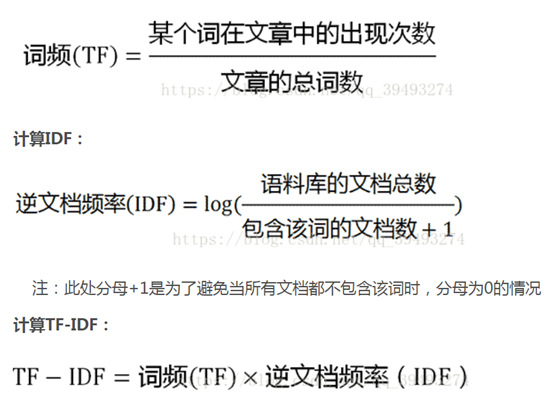 词频(TF) = 某个词在文章中的出现次数
文章的总词数
https://blog.csdn.net/qq_39493274
计算IDF：
逆文档频率(IDF) = log(语料库的文档总数
包含该词的文档数 + 1)
https://blog.csdn.net/qq_39493274
注：此处分母+1是为了避免当所有文档都不包含该词时，分母为0的情况
计算TF-IDF：
TF − IDF = 词频(TF) × 逆文档频率（IDF）